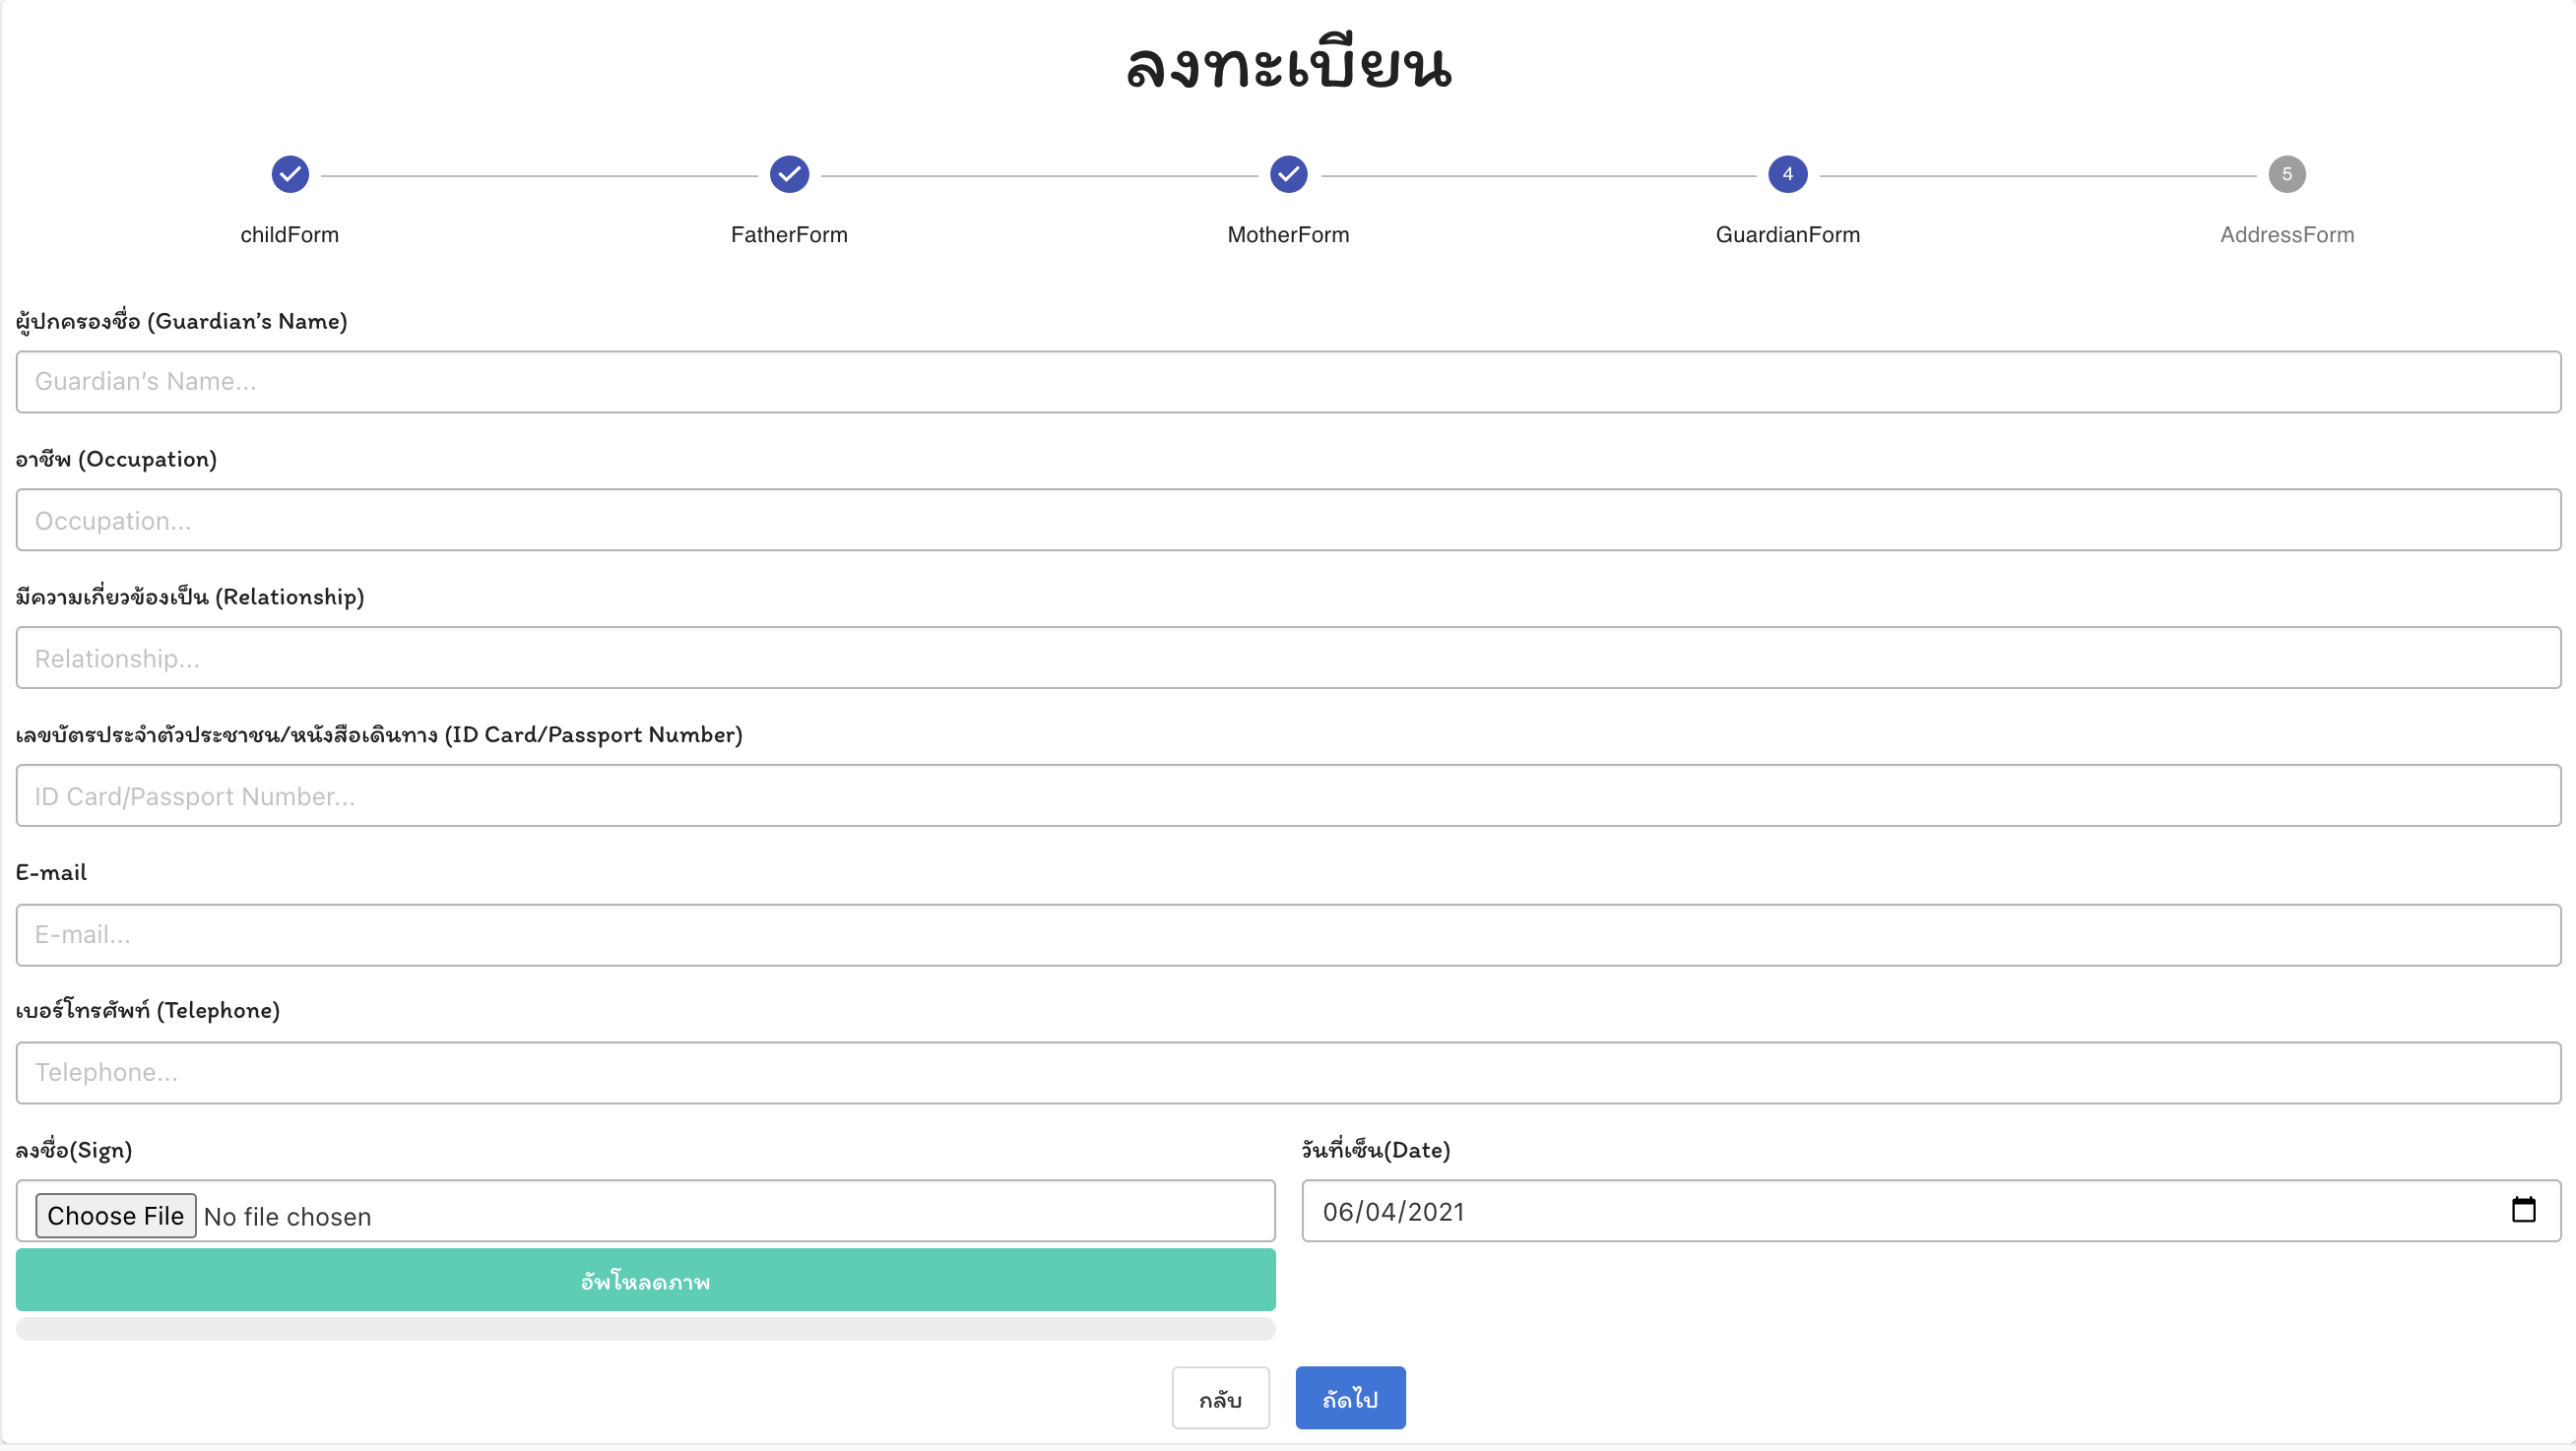 ลงทะเบียน
4
5
childForm
FatherForm
MotherForm
GuardianForm
AddressForm
ผู้ปกครองชื่อ (Guardian’s Name)
Guardian’s Name...
อาชีพ (Occupation)
Occupation...
มีความเกี่ยวข้องเป็น (Relationship)
Relationship...
เลขบัตรประจำตัวประชาชน/หนังสือเดินทาง (ID Card/Passport Number)
ID Card/Passport Number...
E-mail
E-mail...
เบอร์โทรศัพท์ (Telephone)
Telephone...
ลงชื่อ(Sign)
วันที่เซ็น(Date)
Choose File No file chosen
06/04/2021
อัพโหลดภาพ
กลับ
ถัดไป